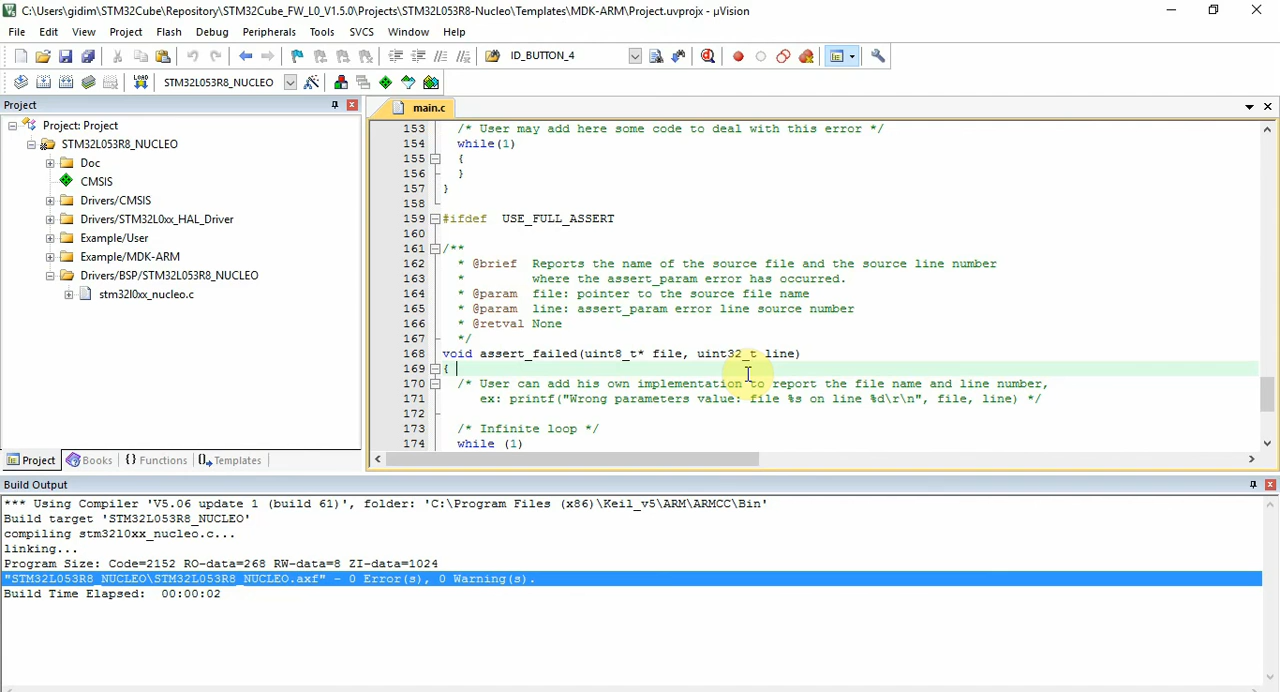 C:\Users\gidim\STM32Cube\Repository\STM32Cube_FW_L0_V1.5.0\Projects\STM32L053R8-Nucleo\Templates\MDK-ARM\Project.uvprojx - µVision
File Edit View Project Flash Debug Peripherals Tools SVCS Window Help
ID_BUTTON_4
LOAD STM32L053R8_NUCLEO
Project
main.c
Project: Project
STM32L053R8_NUCLEO
Doc
CMSIS
Drivers/CMSIS
Drivers/STM32L0xx_HAL_Driver
Example/User
Example/MDK-ARM
Drivers/BSP/STM32L053R8_NUCLEO
stm32l0xx_nucleo.c
153 /* User may add here some code to deal with this error */
154 while(1)
155 {
156 }
157 }
158
159 #ifdef  USE_FULL_ASSERT
160
161 /**
162 * @brief  Reports the name of the source file and the source line number
163 *         where the assert_param error has occurred.
164 * @param  file: pointer to the source file name
165 * @param  line: assert_param error line source number
166 * @retval None
167 */
168 void assert_failed(uint8_t* file, uint32_t line)
169 {
170 /* User can add his own implementation to report the file name and line number,
171 ex: printf("Wrong parameters value: file %s on line %d\r\n", file, line) */
172
173 /* Infinite loop */
174 while (1)
Project Books {} Functions Templates
Build Output
*** Using Compiler 'V5.06 update 1 (build 61)', folder: 'C:\Program Files (x86)\Keil_v5\ARM\ARMCC\Bin'
Build target 'STM32L053R8_NUCLEO'
compiling stm32l0xx_nucleo.c...
linking...
Program Size: Code=2152 RO-data=268 RW-data=8 ZI-data=1024
"STM32L053R8_NUCLEO\STM32L053R8_NUCLEO.axf" - 0 Error(s), 0 Warning(s).
Build Time Elapsed:  00:00:02